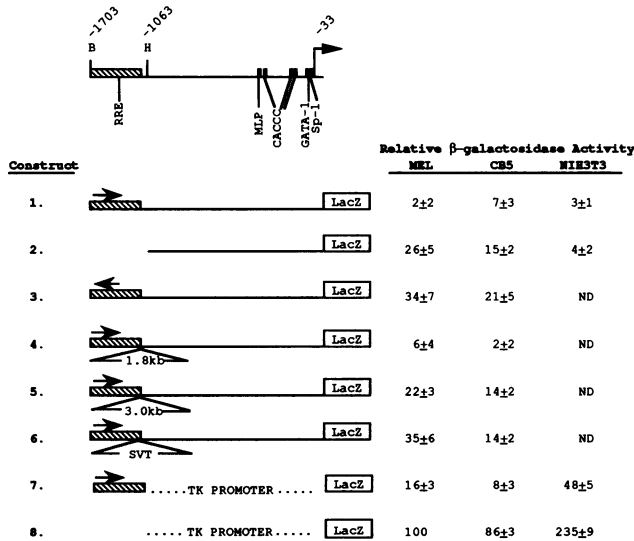 -1703 -1063 -33
B H
RRE MLP CACCC GATA-1 Sp-1
Relative β-galactosidase Activity
Construct MEL CB5 NIH3T3
1. LacZ 2±2 7±3 3±1
2. LacZ 26±5 15±2 4±2
3. LacZ 34±7 21±5 ND
4. LacZ 6±4 2±2 ND
1.8kb
5. LacZ 22±3 14±2 ND
3.0kb
6. LacZ 35±6 14±2 ND
SVT
7. .....TK PROMOTER..... LacZ 16±3 8±3 48±5
8. .....TK PROMOTER..... LacZ 100 86±3 235±9